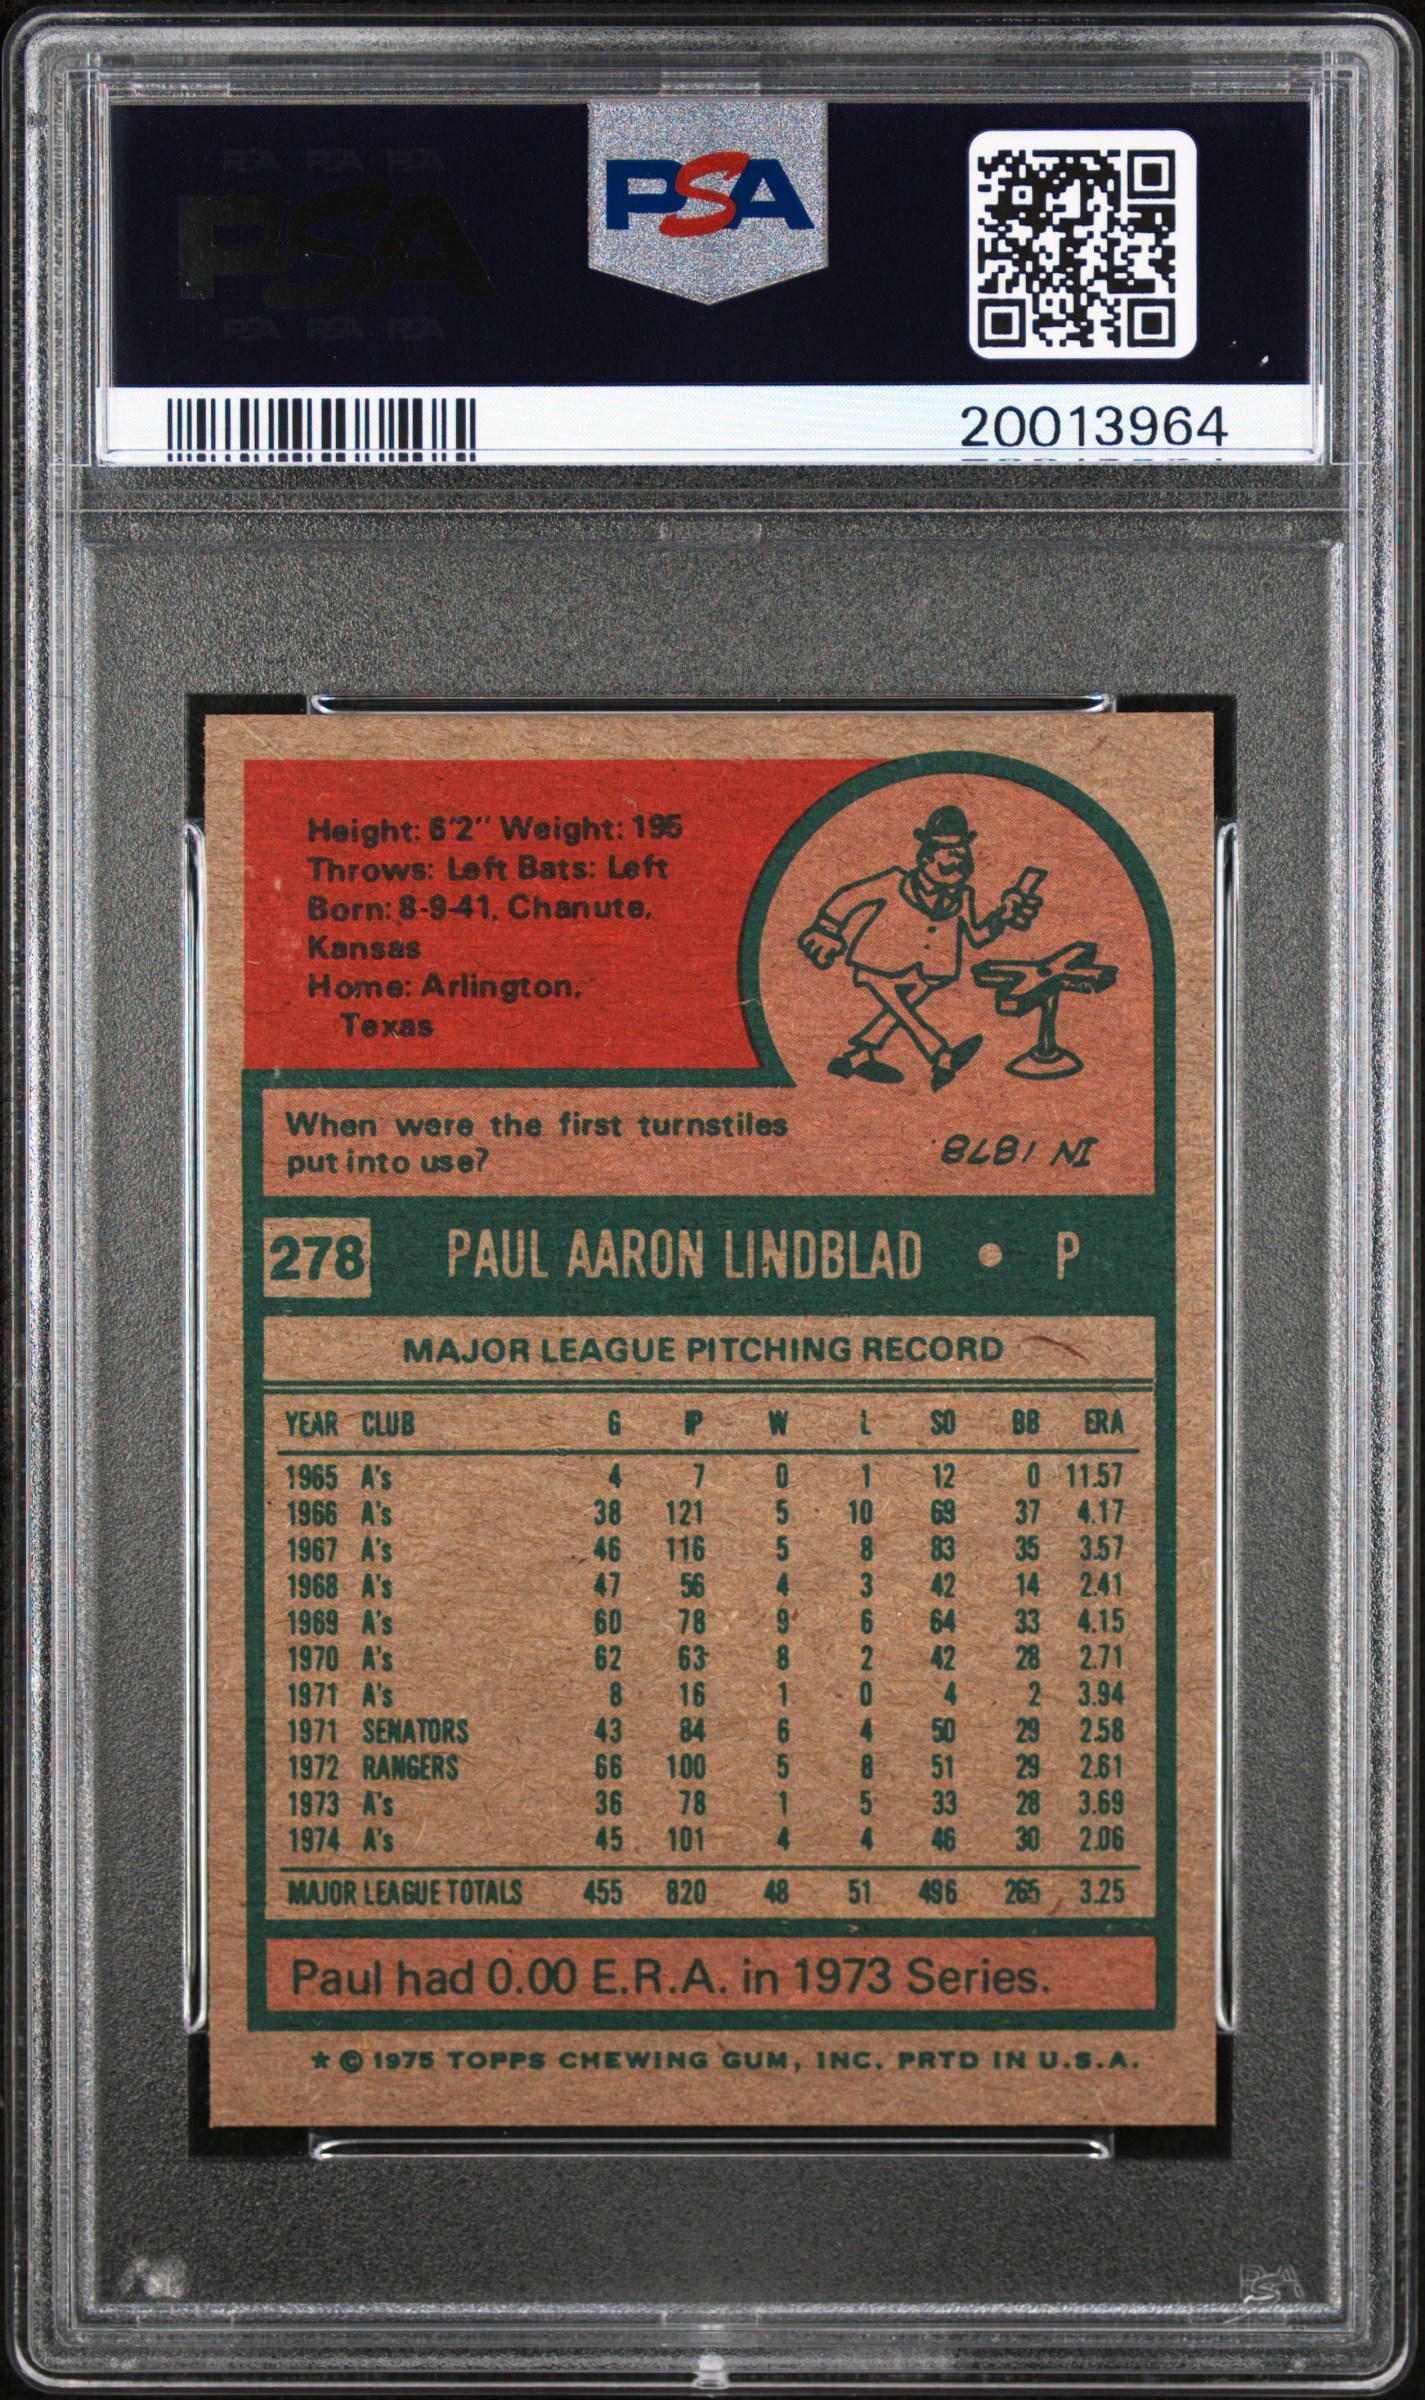 PSA PSA PSA
PSA
PSA PSA PSA
PSA
20013964
Height: 6'2" Weight: 195
Throws: Left Bats: Left
Born: 8-9-41, Chanute,
Kansas
Home: Arlington,
Texas
When were the first turnstiles
put into use?
IN 1878.
278 PAUL AARON LINDBLAD • P
MAJOR LEAGUE PITCHING RECORD
YEAR CLUB G IP W L SO BB ERA
1965 A's 4 7 0 1 12 0 11.57
1966 A's 38 121 5 10 69 37 4.17
1967 A's 46 116 5 8 83 35 3.57
1968 A's 47 56 4 3 42 14 2.41
1969 A's 60 78 9 6 64 33 4.15
1970 A's 62 63 8 2 42 28 2.71
1971 A's 8 16 1 0 4 2 3.94
1971 SENATORS 43 84 6 4 50 29 2.58
1972 RANGERS 66 100 5 8 51 29 2.61
1973 A's 36 78 1 5 33 28 3.69
1974 A's 45 101 4 4 46 30 2.06
MAJOR LEAGUE TOTALS 455 820 48 51 496 265 3.25
Paul had 0.00 E.R.A. in 1973 Series.
* © 1975 TOPPS CHEWING GUM, INC. PRTD IN U.S.A.
PSA